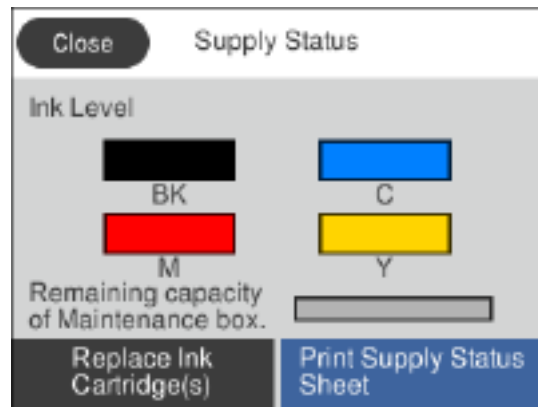 Close
Supply Status
Ink Level
BK
C
M
Y
Remaining capacity
of Maintenance box.
Replace Ink
Cartridge(s)
Print Supply Status
Sheet